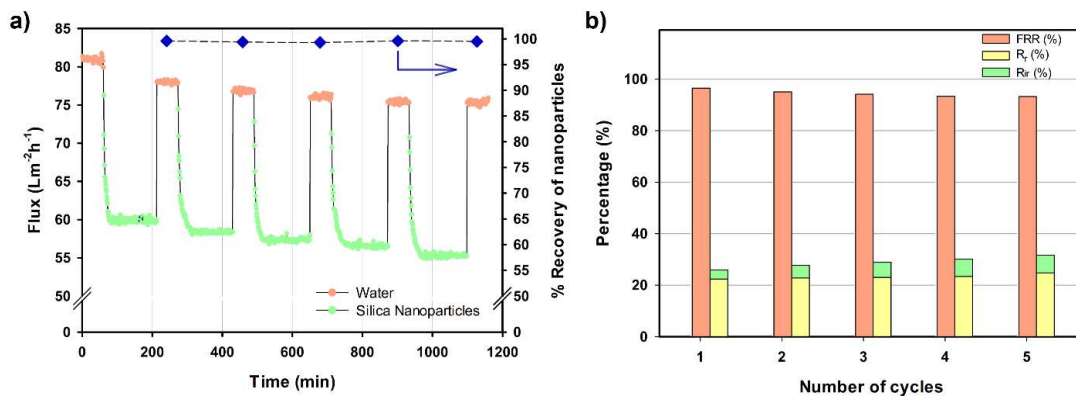 a)
Flux (Lm⁻²h⁻¹)
85
80
75
70
65
60
55
50
0
100
95
90
85
80
75
70
65
60
55
50
0
% Recovery of nanoparticles
Water
Silica Nanoparticles
0 200 400 600 800 1000 1200
Time (min)
b)
FRR (%)
Rr (%)
Rir (%)
Percentage (%)
100
80
60
40
20
0
1 2 3 4 5
Number of cycles